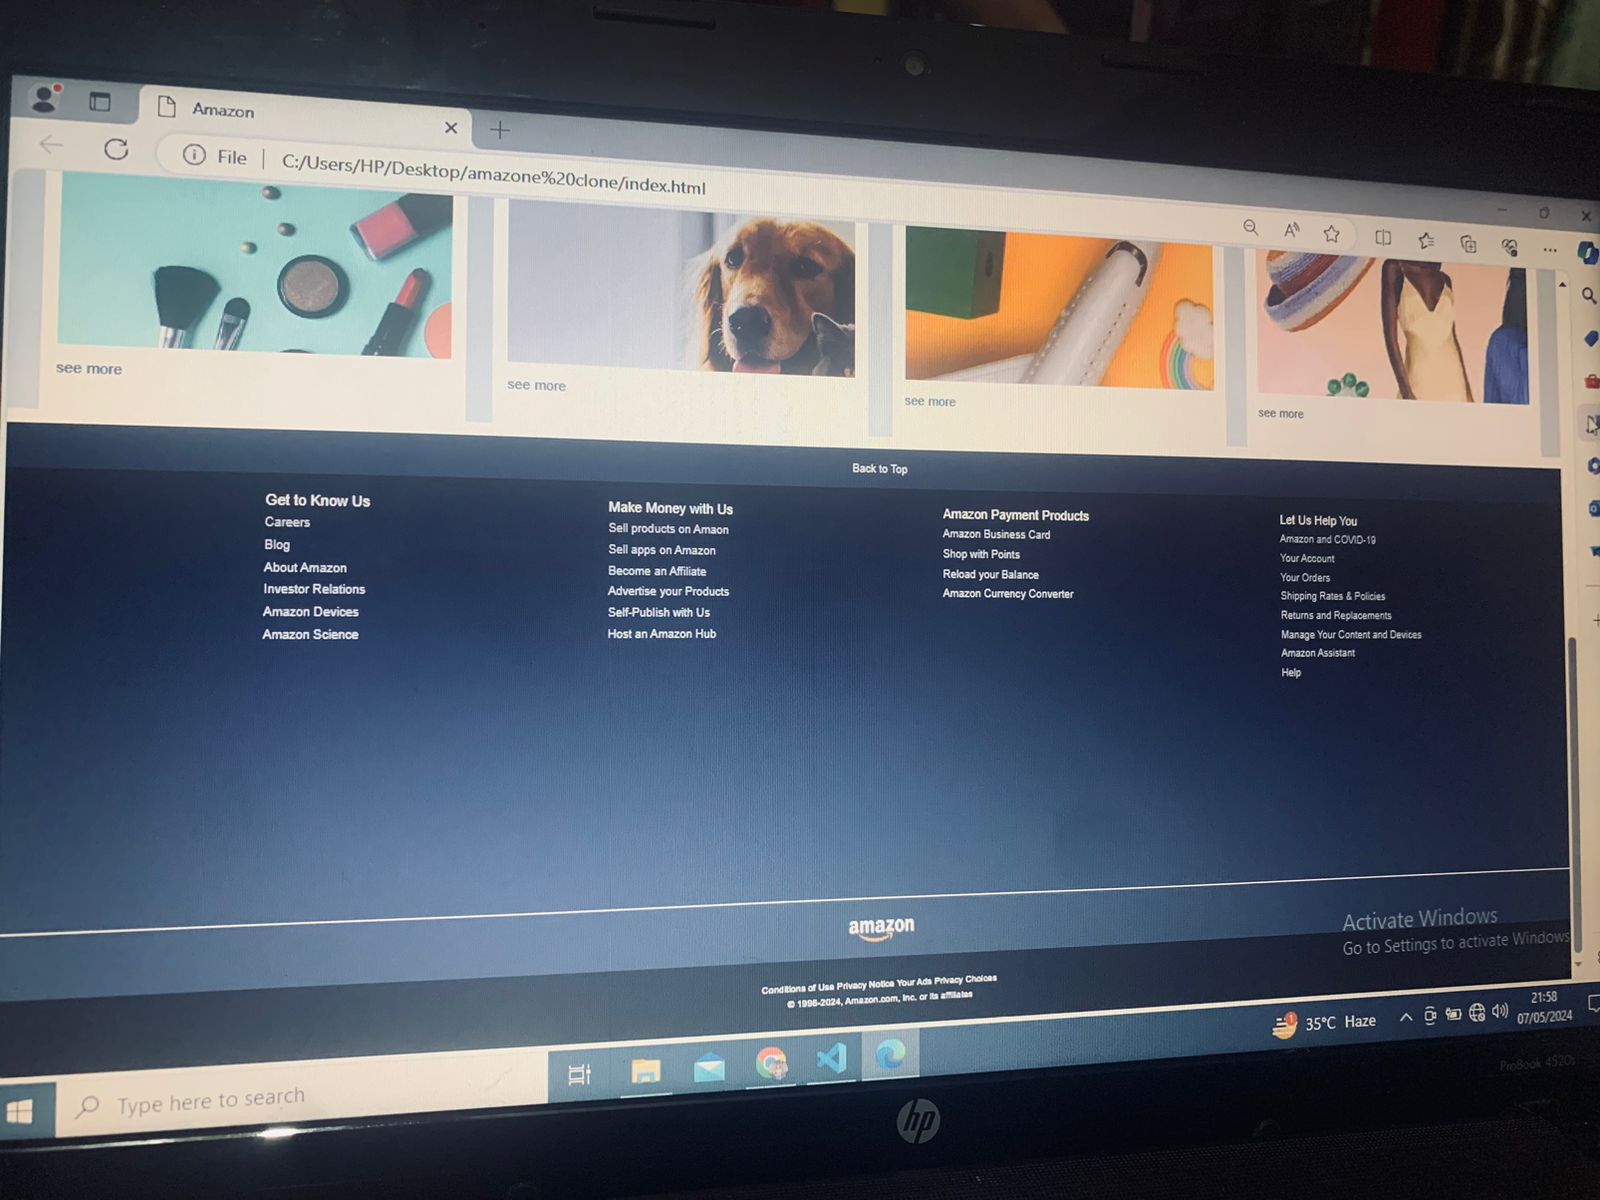 Amazon
File | C:/Users/HP/Desktop/amazone%20clone/index.html
see more
see more
see more
see more
Back to Top
Get to Know Us
Careers
Blog
About Amazon
Investor Relations
Amazon Devices
Amazon Science
Make Money with Us
Sell products on Amaon
Sell apps on Amazon
Become an Affiliate
Advertise your Products
Self-Publish with Us
Host an Amazon Hub
Amazon Payment Products
Amazon Business Card
Shop with Points
Reload your Balance
Amazon Currency Converter
Let Us Help You
Amazon and COVID-19
Your Account
Your Orders
Shipping Rates & Policies
Returns and Replacements
Manage Your Content and Devices
Amazon Assistant
Help
amazon
Activate Windows
Go to Settings to activate Windows
Conditions of Use Privacy Notice Your Ads Privacy Choices
© 1996-2024, Amazon.com, Inc. or its affiliates
Type here to search
1
35°C Haze
21:58
07/05/2024
ProBook 4520s
hp